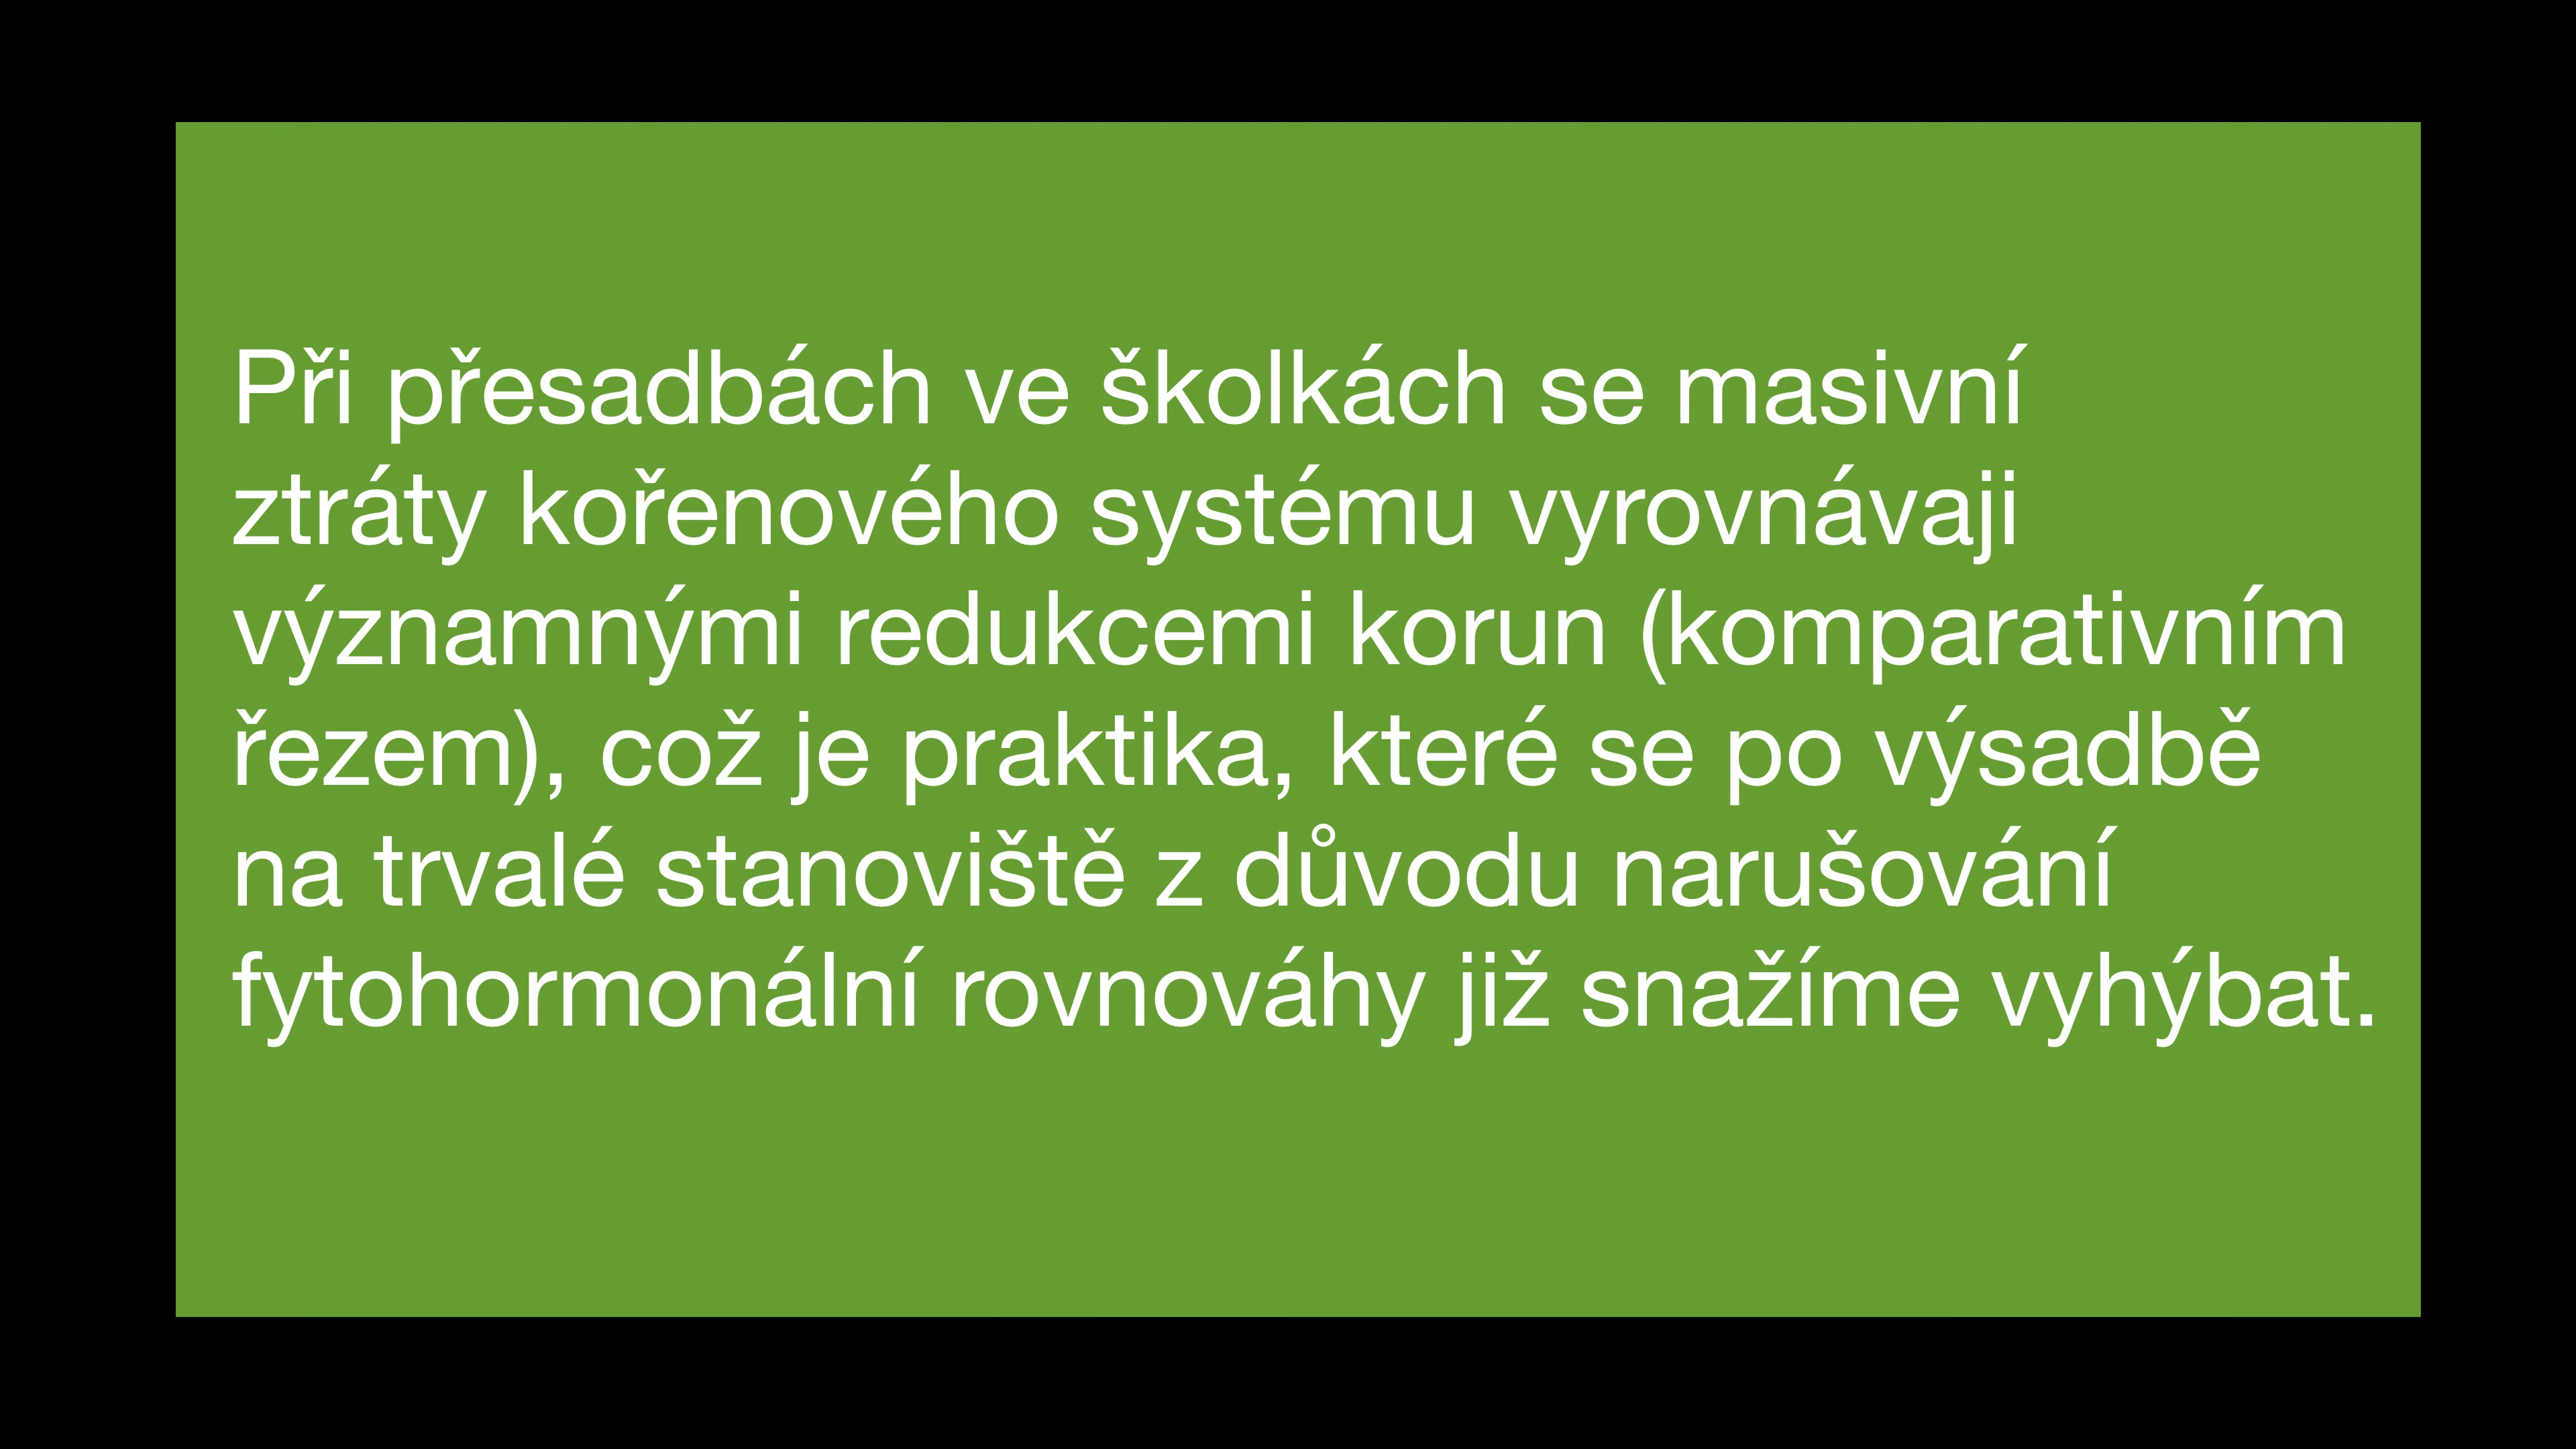 Při přesadbách ve školkách se masivní
ztráty kořenového systému vyrovnávaji
významnými redukcemi korun (komparativním
řezem), což je praktika, které se po výsadbě
na trvalé stanoviště z důvodu narušování
fytohormonální rovnováhy již snažíme vyhýbat.